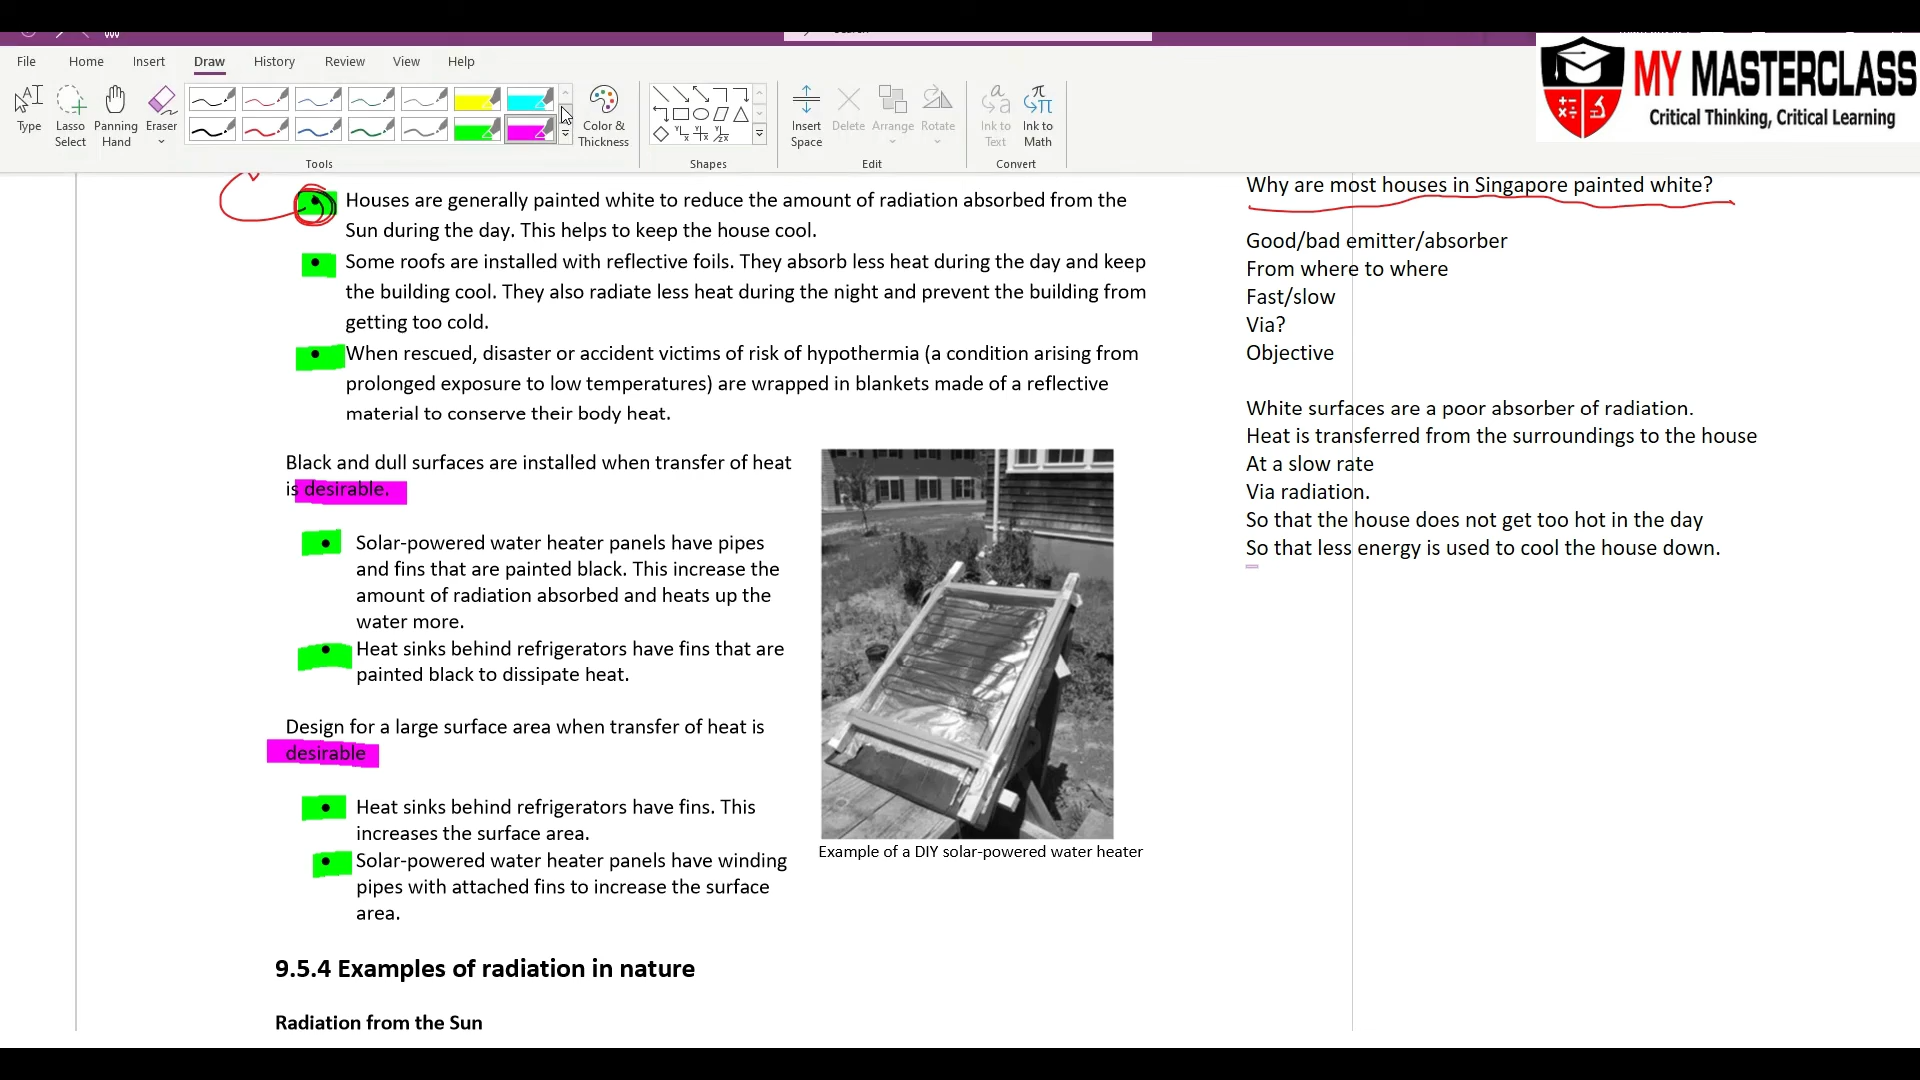 File Home Insert Draw History Review View Help
Type
Lasso
Select
Panning
Hand
Eraser
Color &
Thickness
Insert
Space
Delete
Arrange
Rotate
Ink to
Text
Ink to
Math
Tools
Shapes
Edit
Convert
MY MASTERCLASS
Critical Thinking, Critical Learning
Houses are generally painted white to reduce the amount of radiation absorbed from the
Sun during the day. This helps to keep the house cool.
Some roofs are installed with reflective foils. They absorb less heat during the day and keep
the building cool. They also radiate less heat during the night and prevent the building from
getting too cold.
When rescued, disaster or accident victims of risk of hypothermia (a condition arising from
prolonged exposure to low temperatures) are wrapped in blankets made of a reflective
material to conserve their body heat.
Black and dull surfaces are installed when transfer of heat
is desirable.
Solar-powered water heater panels have pipes
and fins that are painted black. This increase the
amount of radiation absorbed and heats up the
water more.
Heat sinks behind refrigerators have fins that are
painted black to dissipate heat.
Design for a large surface area when transfer of heat is
desirable
Heat sinks behind refrigerators have fins. This
increases the surface area.
Solar-powered water heater panels have winding
pipes with attached fins to increase the surface
area.
Example of a DIY solar-powered water heater
9.5.4 Examples of radiation in nature
Radiation from the Sun
Why are most houses in Singapore painted white?
Good/bad emitter/absorber
From where to where
Fast/slow
Via?
Objective
White surfaces are a poor absorber of radiation.
Heat is transferred from the surroundings to the house
At a slow rate
Via radiation.
So that the house does not get too hot in the day
So that less energy is used to cool the house down.